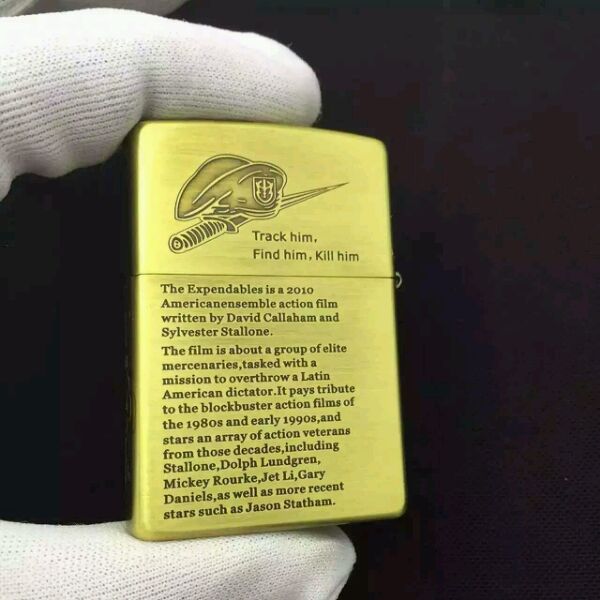 Track him,
Find him, Kill him
The Expendables is a 2010
Americanensemble action film
written by David Callaham and
Sylvester Stallone.
The film is about a group of elite
mercenaries,tasked with a
mission to overthrow a Latin
American dictator.It pays tribute
to the blockbuster action films of
the 1980s and early 1990s,and
stars an array of action veterans
from those decades,including
Stallone,Dolph Lundgren,
Mickey Rourke,Jet Li,Gary
Daniels,as well as more recent
stars such as Jason Statham.